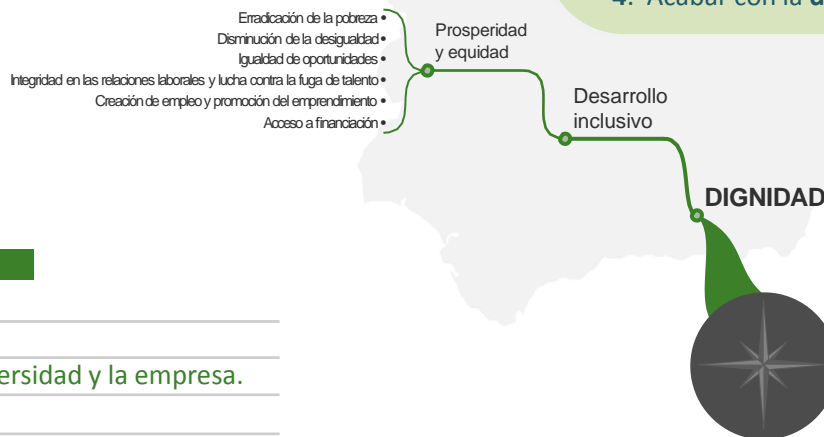 4. Acabar con la
Erradicación de la pobreza •
Disminución de la desigualdad •
Igualdad de oportunidades •
Integridad en las relaciones laborales y lucha contra la fuga de talento •
Creación de empleo y promoción del emprendimiento •
Acceso a financiación •
Prosperidad
y equidad
Desarrollo
inclusivo
DIGNIDAD
ersidad y la empresa.